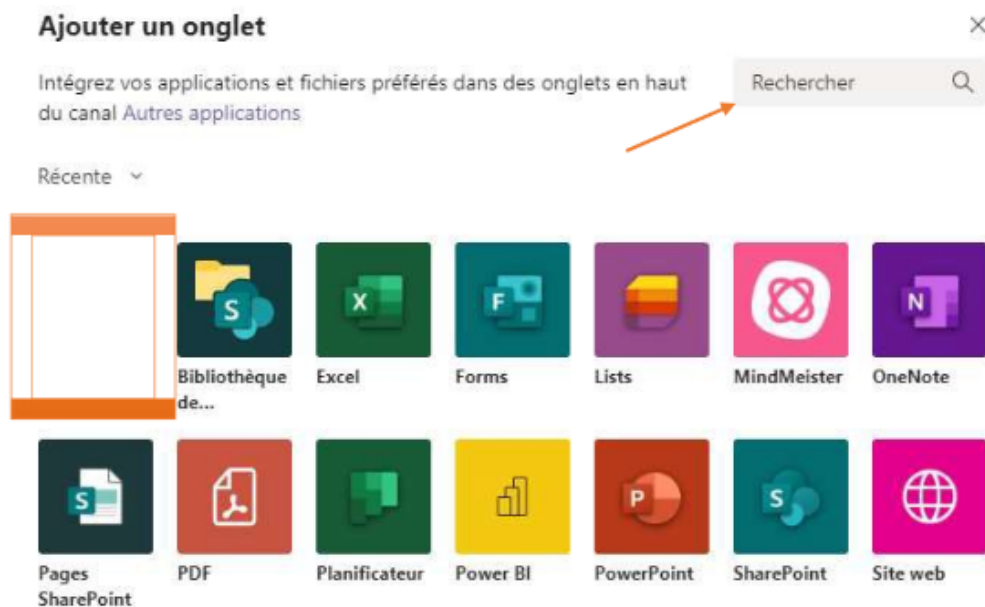 Ajouter un onglet
Intégrez vos applications et fichiers préférés dans des onglets en haut
du canal Autres applications
Rechercher
Récente
S
X
F
N
Bibliothèque de...
Excel
Forms
Lists
MindMeister
OneNote
S
P
S
Pages SharePoint
PDF
Planificateur
Power BI
PowerPoint
SharePoint
Site web